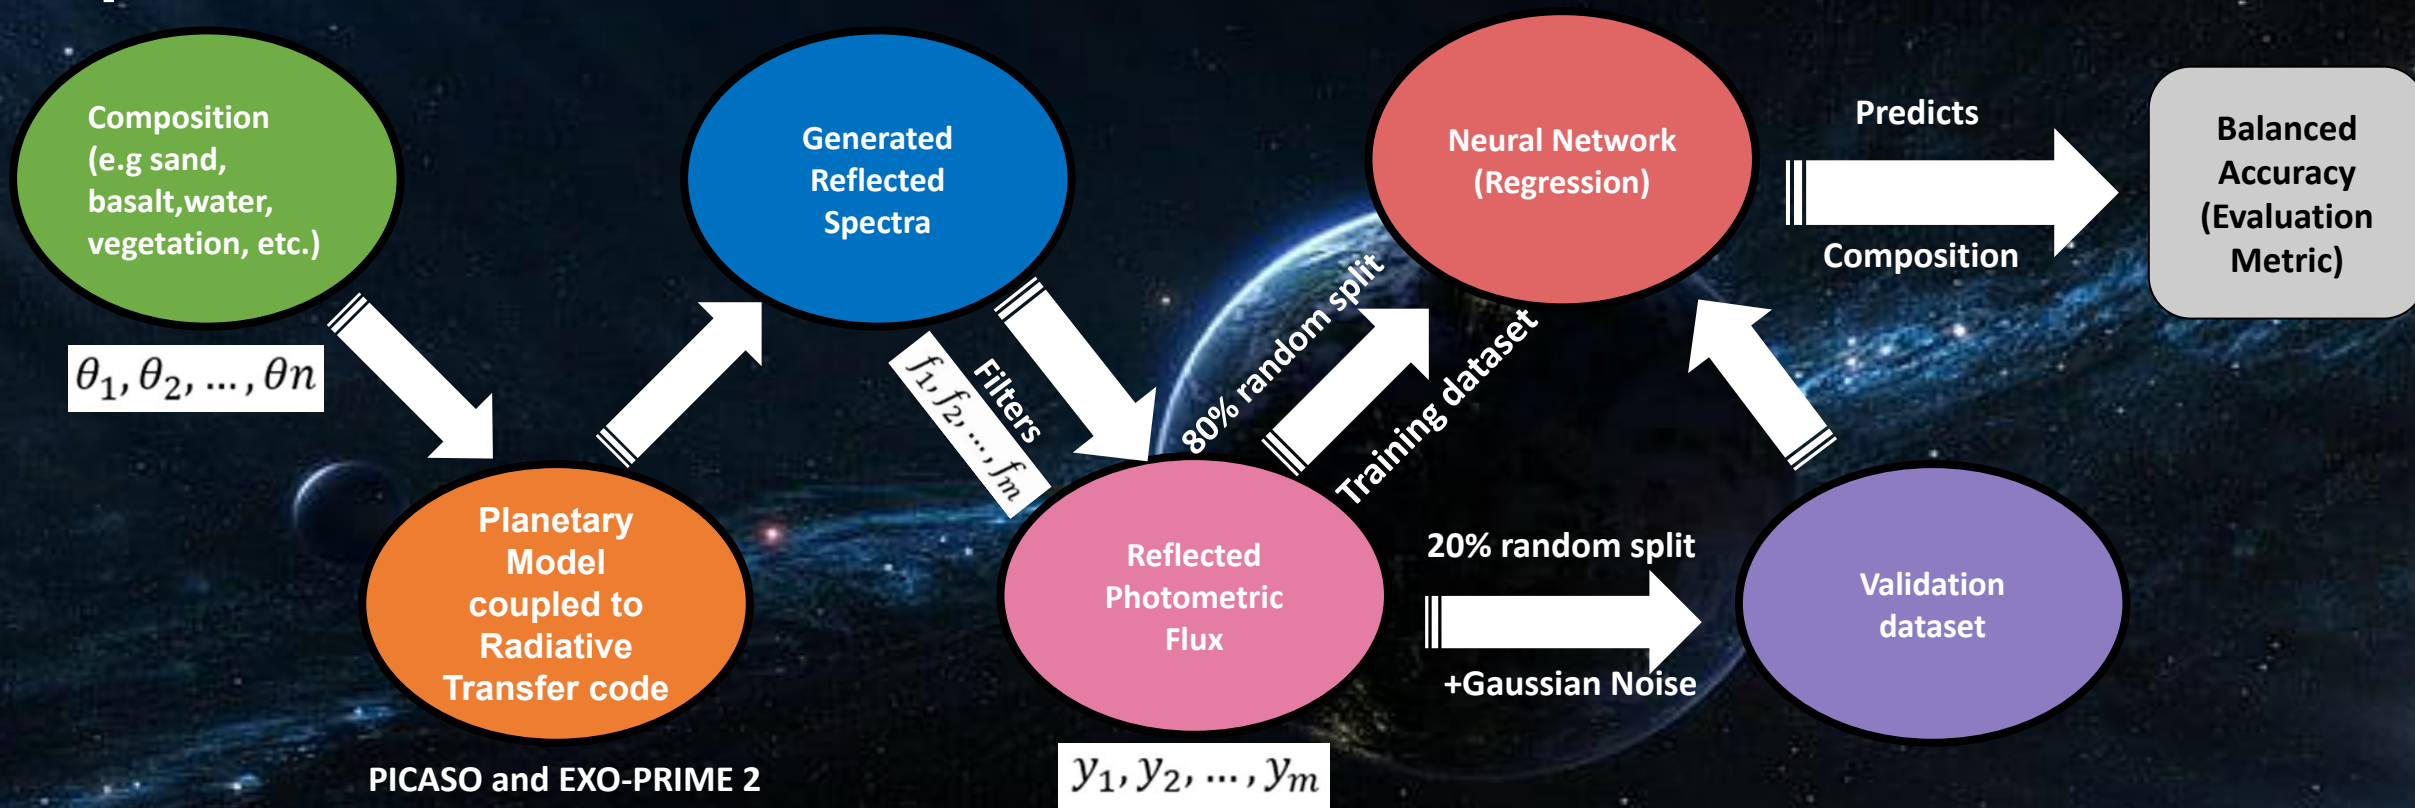 Composition
(e.g sand,
basalt,water,
vegetation, etc.)
θ₁, θ₂, ..., θn
Planetary
Model
coupled to
Radiative
Transfer code
PICASO and EXO-PRIME 2
Generated
Reflected
Spectra
Filters
f₁, f₂, ..., fₘ
Reflected
Photometric
Flux
y₁, y₂, ..., yₘ
80% random split
Training dataset
20% random split
+Gaussian Noise
Validation
dataset
Neural Network
(Regression)
Predicts
Composition
Balanced
Accuracy
(Evaluation
Metric)